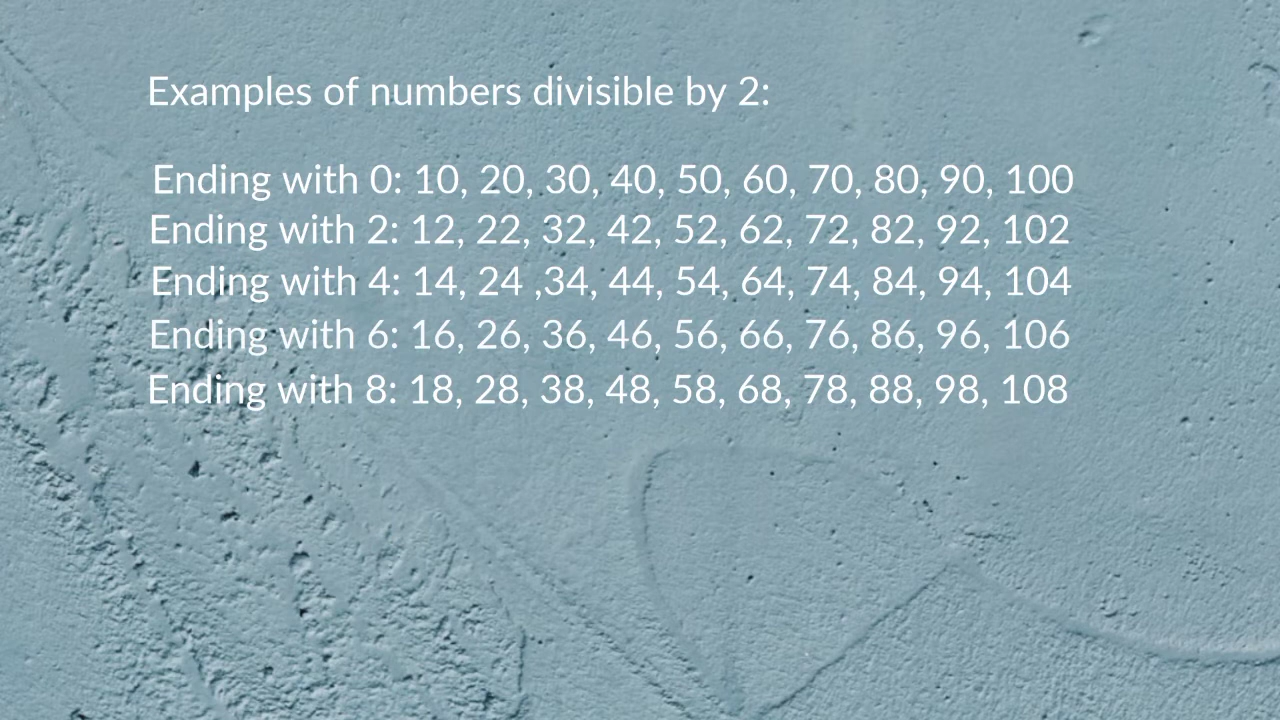 Examples of numbers divisible by 2:
Ending with 0: 10, 20, 30, 40, 50, 60, 70, 80, 90, 100
Ending with 2: 12, 22, 32, 42, 52, 62, 72, 82, 92, 102
Ending with 4: 14, 24 ,34, 44, 54, 64, 74, 84, 94, 104
Ending with 6: 16, 26, 36, 46, 56, 66, 76, 86, 96, 106
Ending with 8: 18, 28, 38, 48, 58, 68, 78, 88, 98, 108